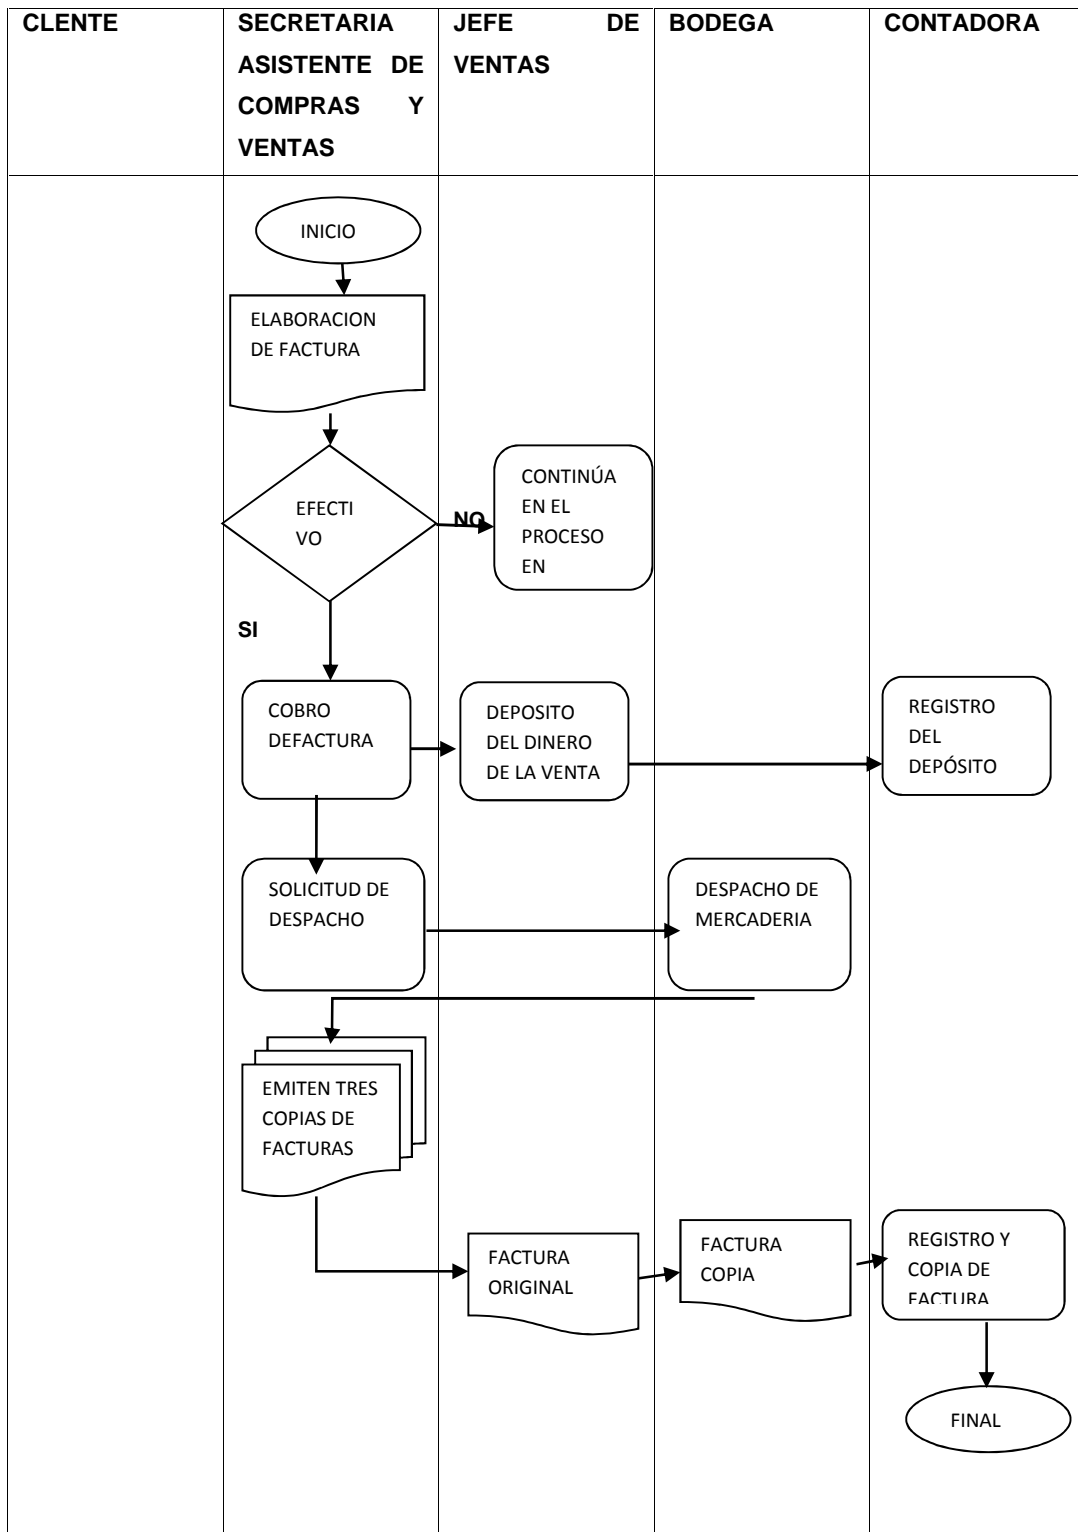 CLENTE
SECRETARIA
ASISTENTE DE
COMPRAS Y
VENTAS
JEFE DE
VENTAS
BODEGA
CONTADORA
INICIO
ELABORACION
DE FACTURA
EFECTI
VO
NO
CONTINÚA
EN EL
PROCESO
EN
SI
COBRO
DEFACTURA
DEPOSITO
DEL DINERO
DE LA VENTA
REGISTRO
DEL
DEPÓSITO
SOLICITUD DE
DESPACHO
DESPACHO DE
MERCADERIA
EMITEN TRES
COPIAS DE
FACTURAS
FACTURA
ORIGINAL
FACTURA
COPIA
REGISTRO Y
COPIA DE
FACTURA
FINAL